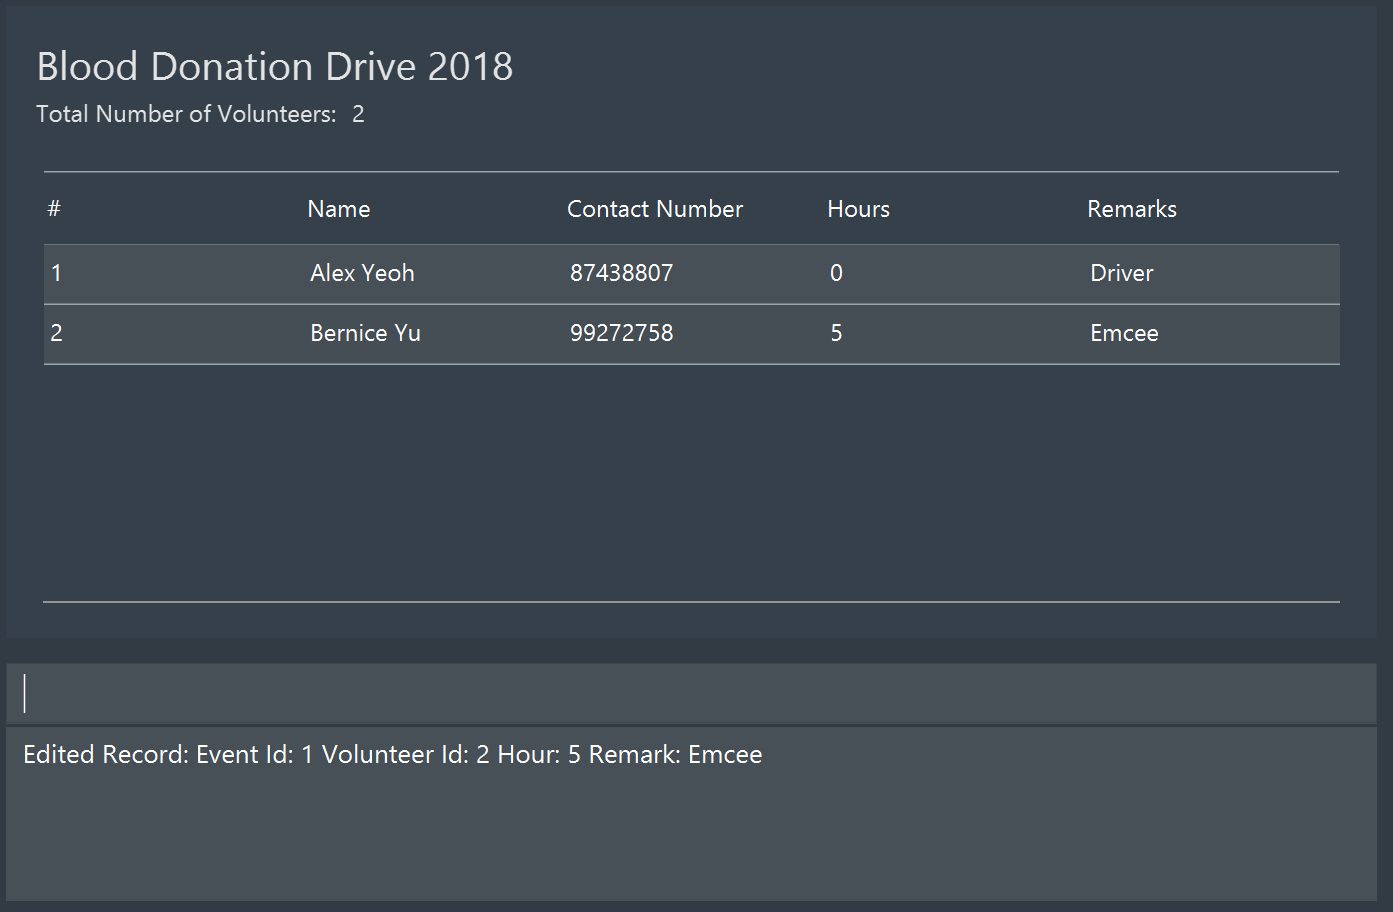 Blood Donation Drive 2018
Total Number of Volunteers: 2
# Name Contact Number Hours Remarks
1 Alex Yeoh 87438807 0 Driver
2 Bernice Yu 99272758 5 Emcee
Edited Record: Event Id: 1 Volunteer Id: 2 Hour: 5 Remark: Emcee